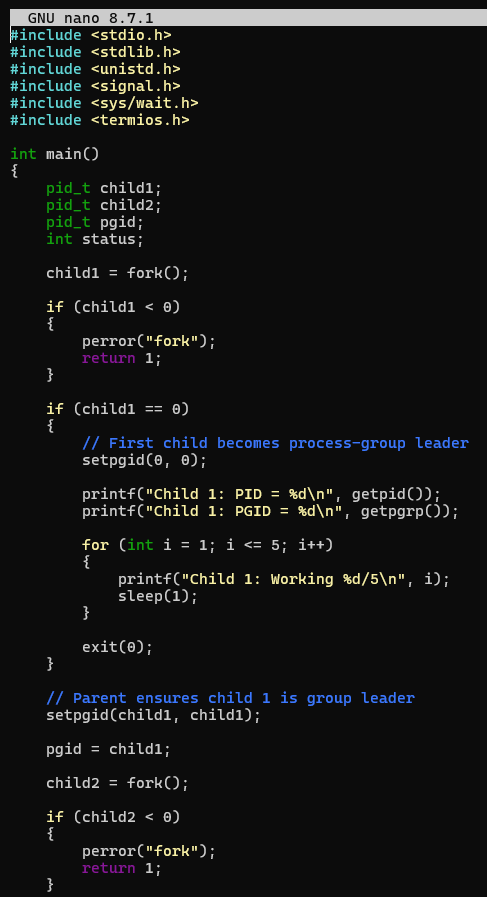 GNU nano 8.7.1
#include <stdio.h>
#include <stdlib.h>
#include <unistd.h>
#include <signal.h>
#include <sys/wait.h>
#include <termios.h>

int main()
{
    pid_t child1;
    pid_t child2;
    pid_t pgid;
    int status;

    child1 = fork();

    if (child1 < 0)
    {
        perror("fork");
        return 1;
    }

    if (child1 == 0)
    {
        // First child becomes process-group leader
        setpgid(0, 0);

        printf("Child 1: PID = %d\n", getpid());
        printf("Child 1: PGID = %d\n", getpgrp());

        for (int i = 1; i <= 5; i++)
        {
            printf("Child 1: Working %d/5\n", i);
            sleep(1);
        }

        exit(0);
    }

    // Parent ensures child 1 is group leader
    setpgid(child1, child1);

    pgid = child1;

    child2 = fork();

    if (child2 < 0)
    {
        perror("fork");
        return 1;
    }